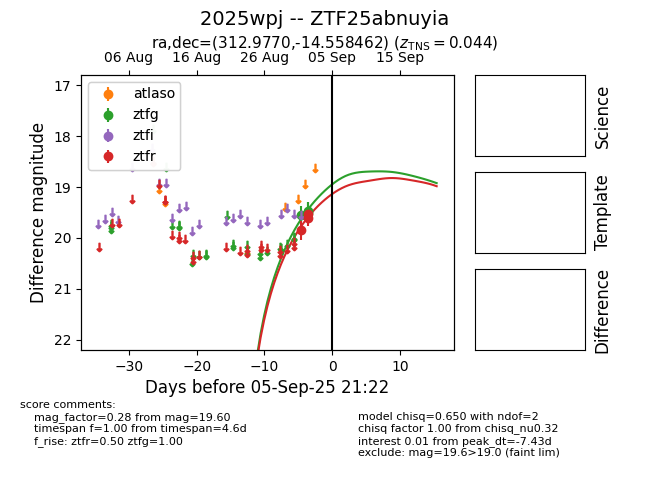 2025wpj -- ZTF25abnuyia
ra,dec=(312.9770,-14.558462) (z_TNS = 0.044)
06 Aug 16 Aug 26 Aug 05 Sep 15 Sep
17
18
19
20
21
22
Difference magnitude
atlaso
ztfg
ztfi
ztfr
−30 −20 −10 0 10
Days before 05-Sep-25 21:22
Science
Template
Difference
score comments:
mag_factor=0.28 from mag=19.60
timespan f=1.00 from timespan=4.6d
f_rise: ztfr=0.50 ztfg=1.00
model chisq=0.650 with ndof=2
chisq factor 1.00 from chisq_nu0.32
interest 0.01 from peak_dt=-7.43d
exclude: mag=19.6>19.0 (faint lim)